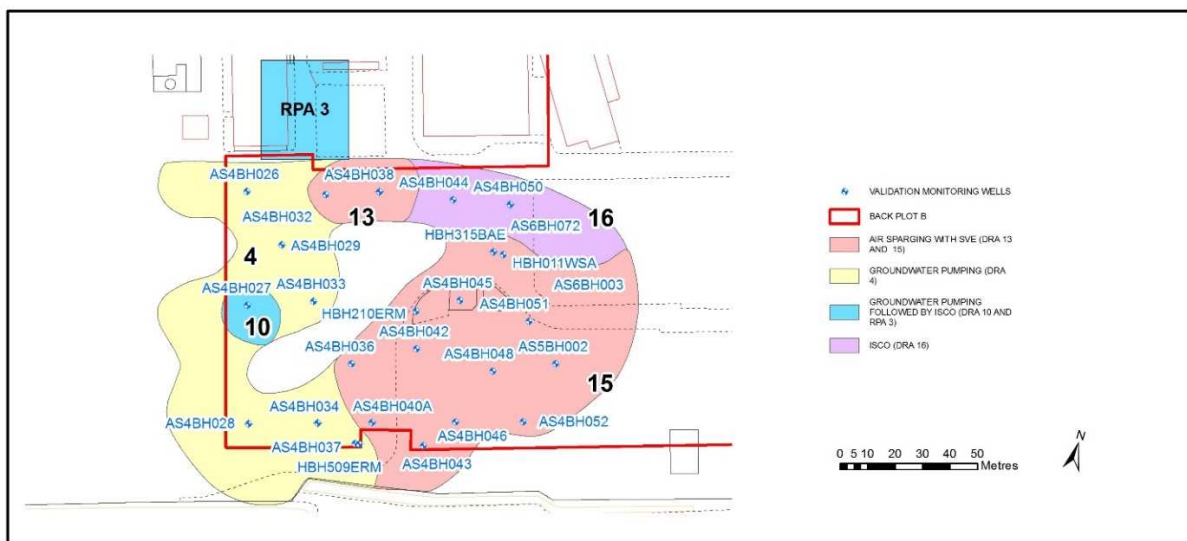 RPA 3
AS4BH026
AS4BH038
AS4BH044
AS4BH050
AS4BH032
13
AS6BH072
16
HBH315BAE
4
AS4BH029
HBH011WSA
AS4BH027
AS4BH033
AS4BH045
AS6BH003
AS4BH051
HBH210ERM
10
AS4BH042
AS4BH036
AS4BH048
AS5BH002
15
AS4BH034
AS4BH040A
AS4BH028
AS4BH052
AS4BH046
AS4BH037
AS4BH043
HBH509ERM
VALIDATION MONITORING WELLS
BACK PLOT B
AIR SPARGING WITH SVE (DRA 13
AND 15)
GROUNDWATER PUMPING (DRA
4)
GROUNDWATER PUMPING
FOLLOWED BY ISCO (DRA 10 AND
RPA 3)
ISCO (DRA 16)
N
0 5 10 20 30 40 50
Metres